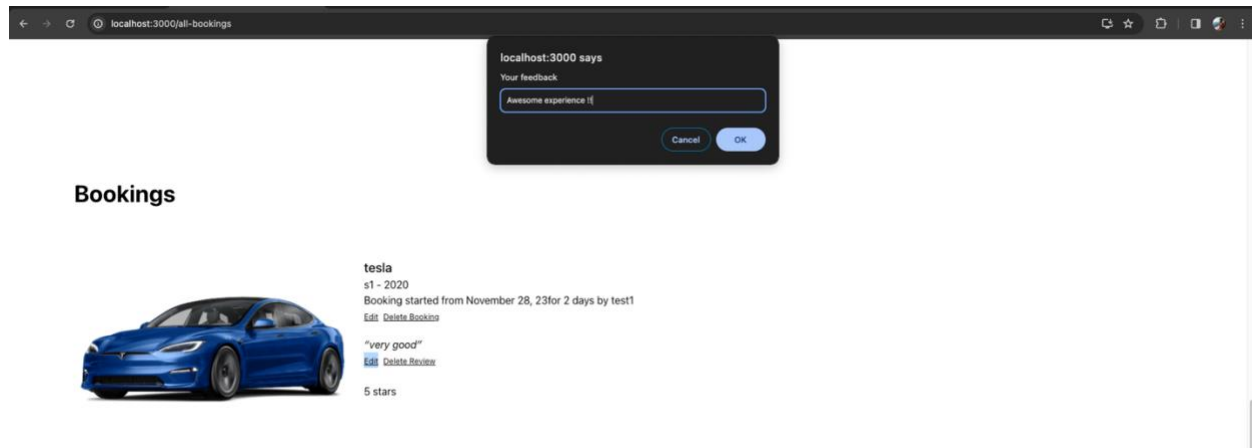 localhost:3000/all-bookings
localhost:3000 says
Your feedback
Awesome experience !!
Cancel OK
Bookings
tesla
s1 - 2020
Booking started from November 28, 23for 2 days by test1
Edit Delete Booking
“very good”
Edit Delete Review
5 stars